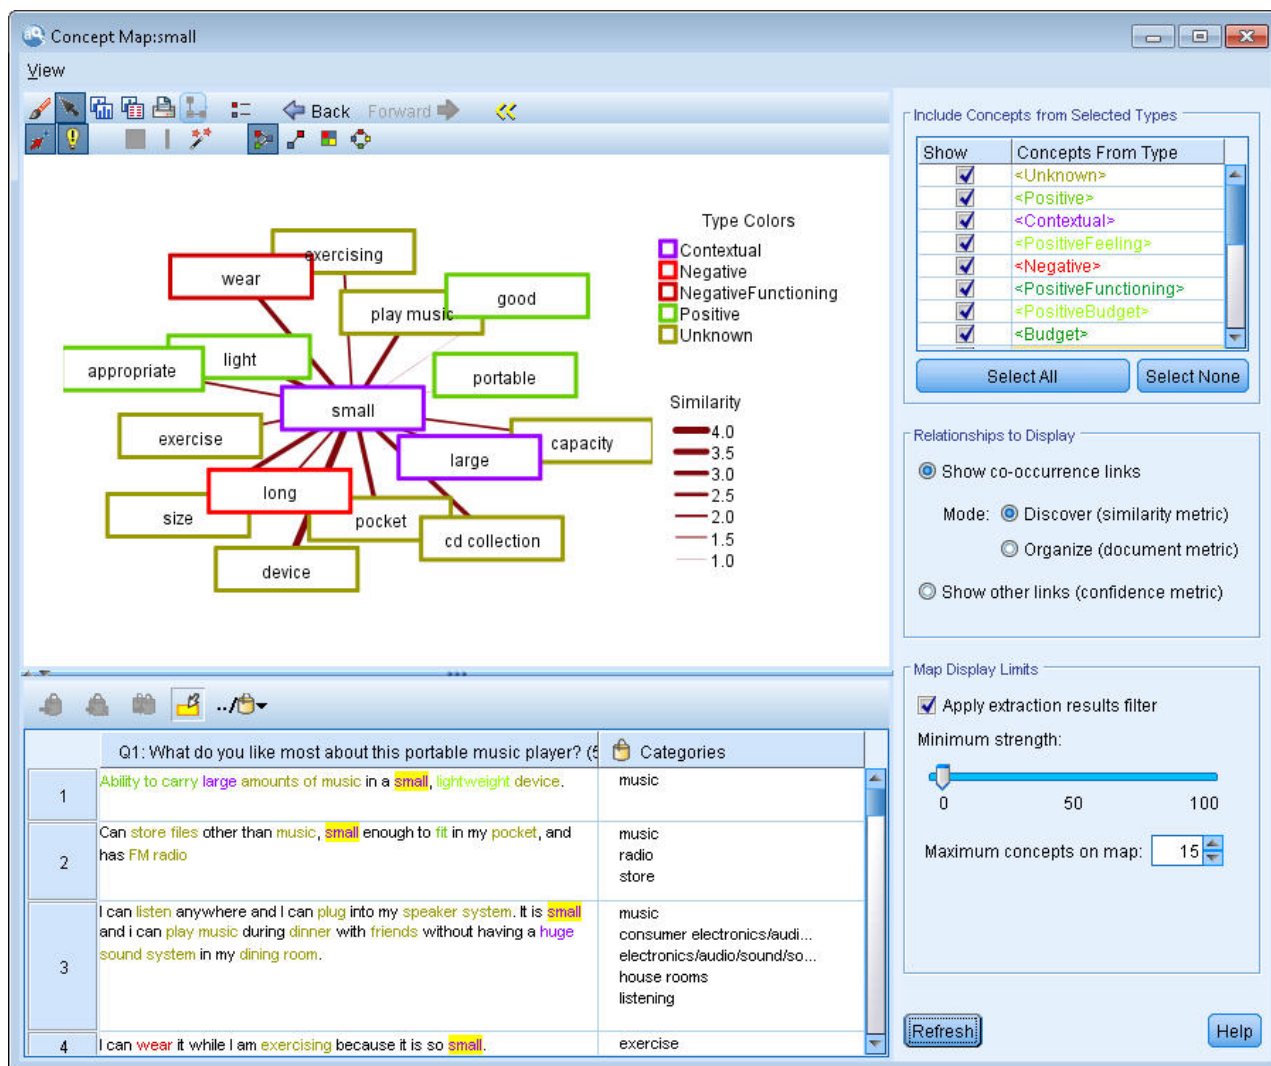 Concept Map:small
View
Back Forward
exercising
wear
good
play music
light
appropriate
portable
small
exercise
capacity
large
long
size
pocket
cd collection
device
Type Colors
Contextual
Negative
NegativeFunctioning
Positive
Unknown
Similarity
4.0
3.5
3.0
2.5
2.0
1.5
1.0
Include Concepts from Selected Types
Show Concepts From Type
<Unknown>
<Positive>
<Contextual>
<PositiveFeeling>
<Negative>
<PositiveFunctioning>
<PositiveBudget>
<Budget>
Select All Select None
Relationships to Display
Show co-occurrence links
Mode: Discover (similarity metric)
Organize (document metric)
Show other links (confidence metric)
Map Display Limits
Apply extraction results filter
Minimum strength:
0 50 100
Maximum concepts on map: 15
Refresh Help
../
Q1: What do you like most about this portable music player? (5 Categories
1 Ability to carry large amounts of music in a small, lightweight device. music
2 Can store files other than music, small enough to fit in my pocket, and
has FM radio
music
radio
store
3 I can listen anywhere and I can plug into my speaker system. It is small
and i can play music during dinner with friends without having a huge
sound system in my dining room.
music
consumer electronics/audi...
electronics/audio/sound/so...
house rooms
listening
4 I can wear it while I am exercising because it is so small. exercise